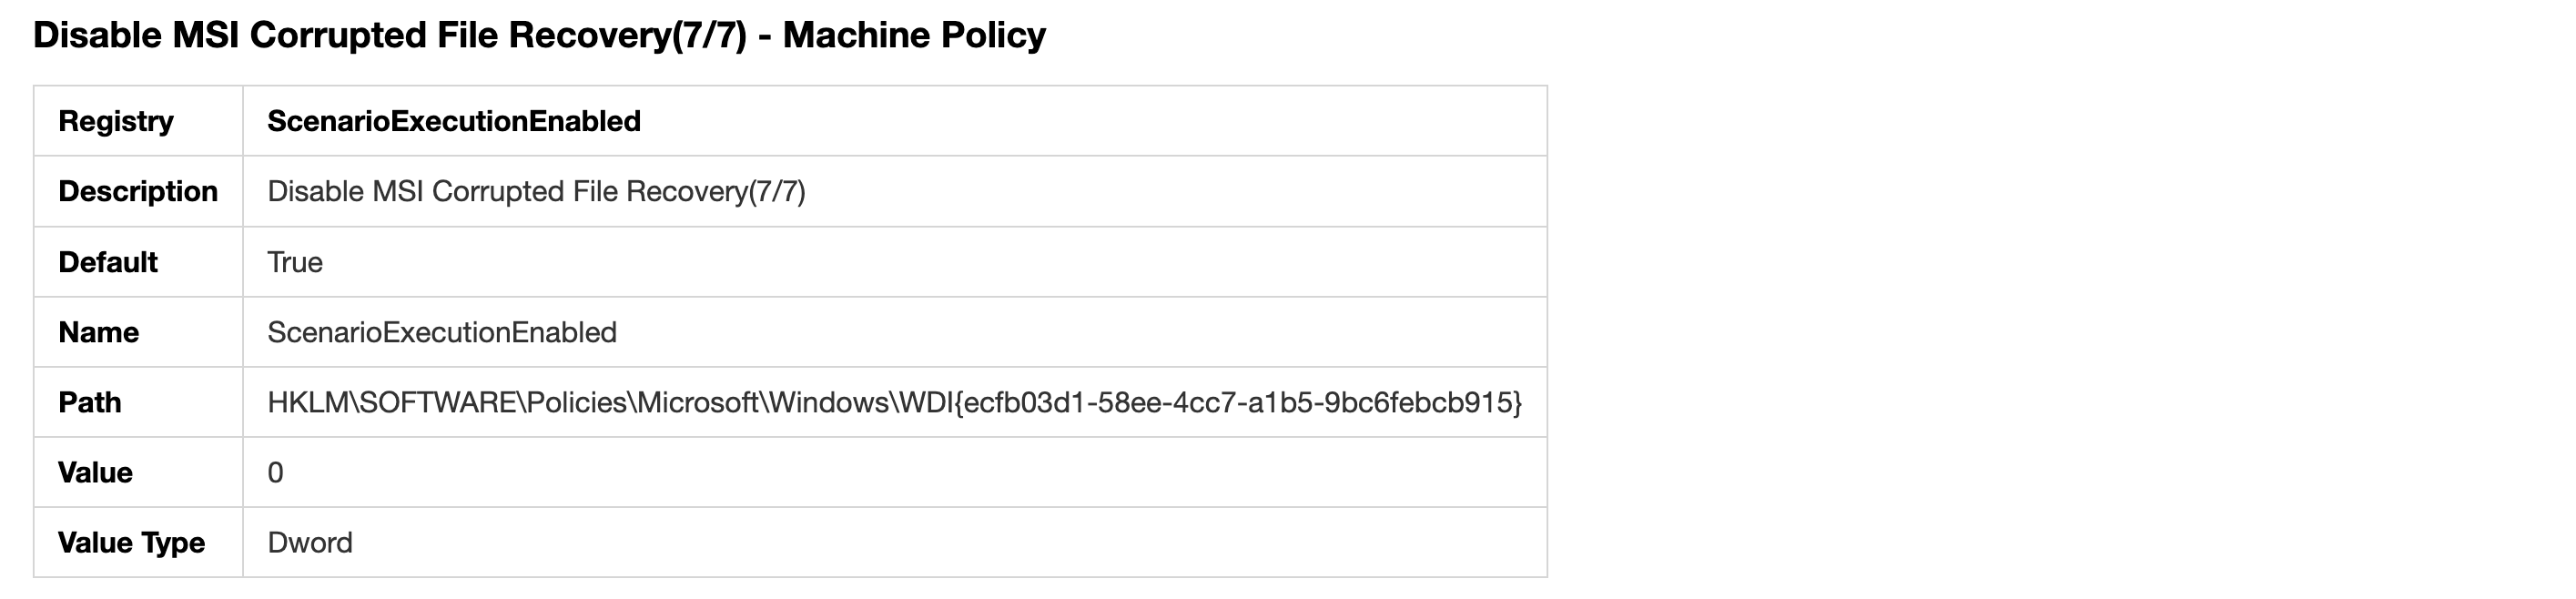 Disable MSI Corrupted File Recovery(7/7) - Machine Policy
Registry ScenarioExecutionEnabled
Description Disable MSI Corrupted File Recovery(7/7)
Default True
Name ScenarioExecutionEnabled
Path HKLM\SOFTWARE\Policies\Microsoft\Windows\WDI{ecfb03d1-58ee-4cc7-a1b5-9bc6febcb915}
Value 0
Value Type Dword